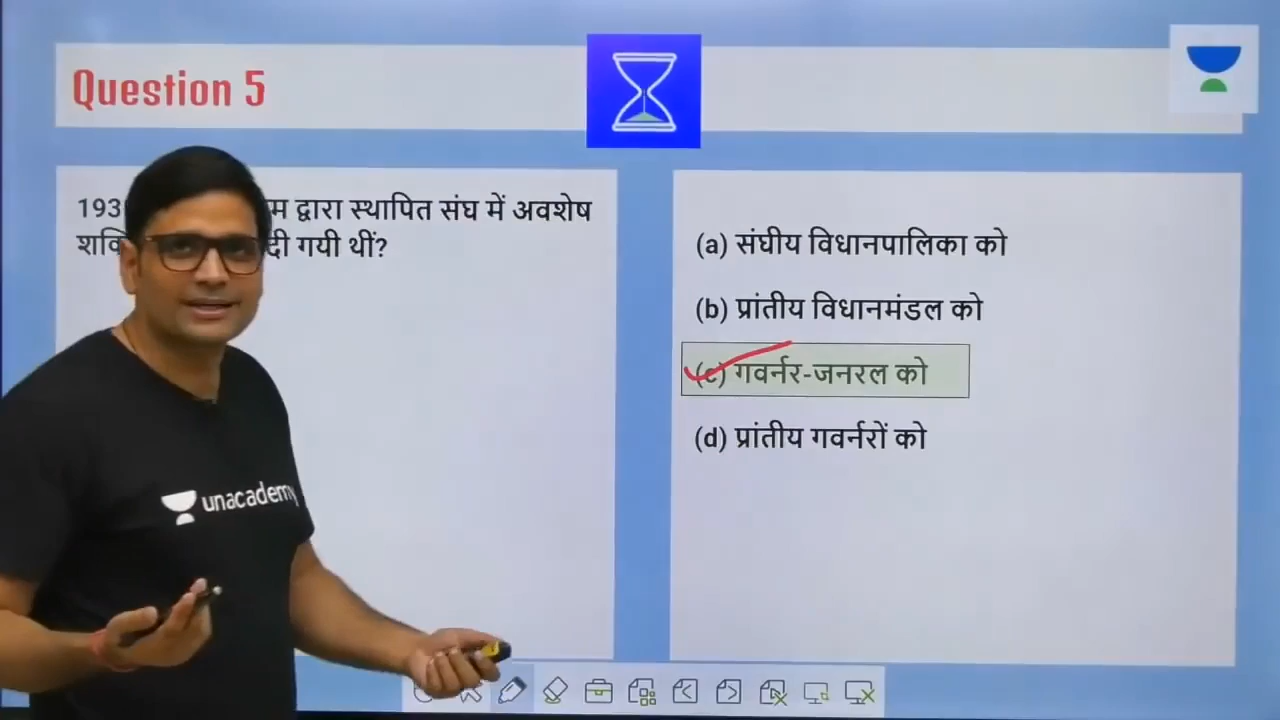 Question 5
193 म द्वारा स्थापित संघ में अवशेष
शक्ति दी गयी थीं?
(a) संघीय विधानपालिका को
(b) प्रांतीय विधानमंडल को
(c) गवर्नर-जनरल को
(d) प्रांतीय गवर्नरों को
unacademy